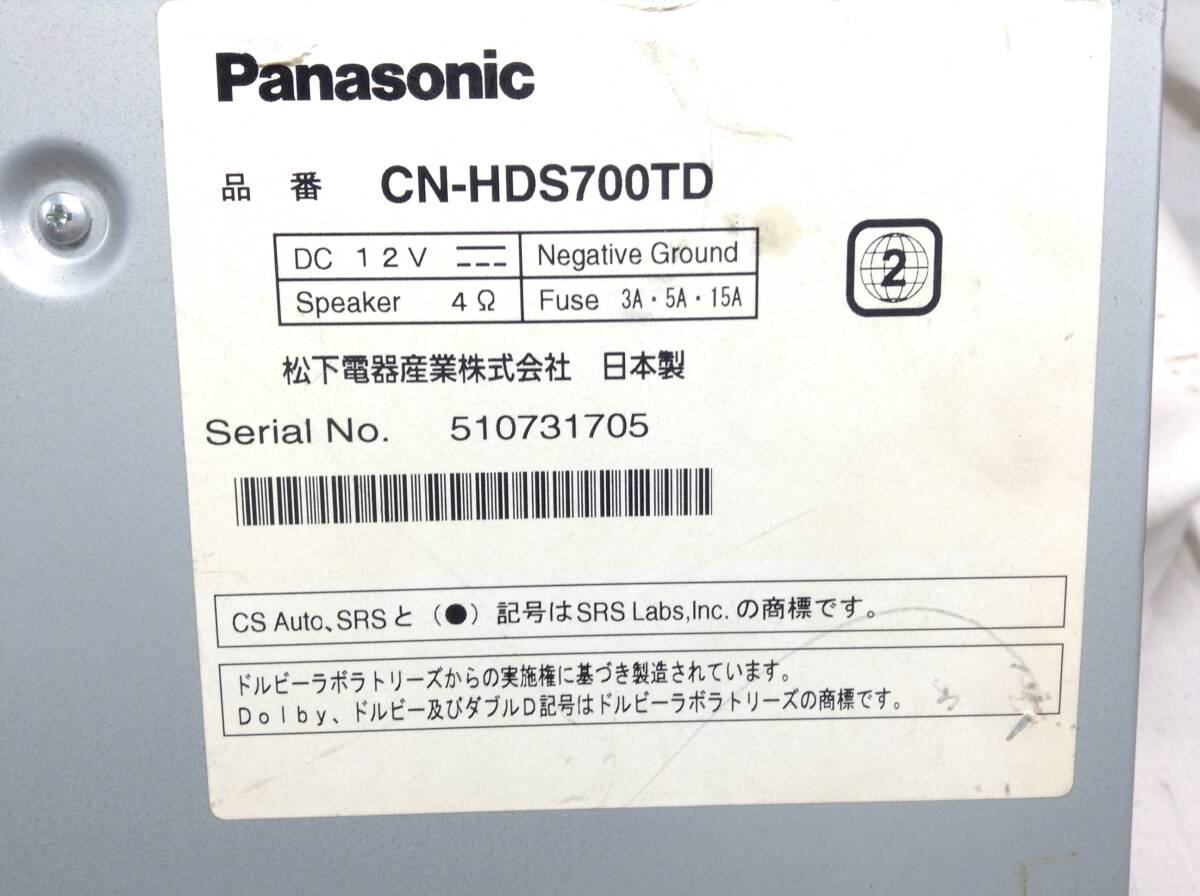 Panasonic
品 番 CN-HDS700TD
DC 12V Negative Ground
Speaker 4Ω Fuse 3A・5A・15A
2
松下電器産業株式会社 日本製
Serial No. 510731705
CS Auto、SRSと（●）記号はSRS Labs,Inc.の商標です。
ドルビーラボラトリーズからの実施権に基づき製造されています。
Dolby、ドルビー及びダブルD記号はドルビーラボラトリーズの商標です。